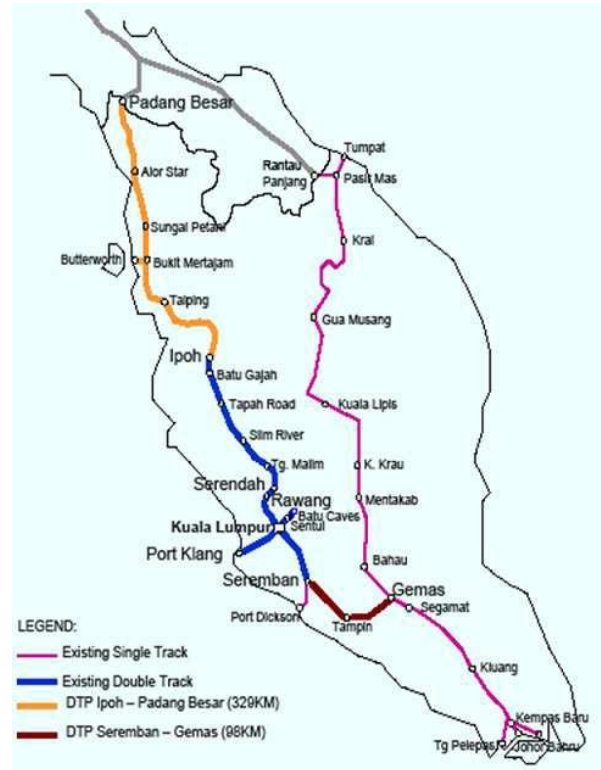 Padang Besar
Tumpat
Rantau
Panjang
Pasir Mas
Alor Star
Sungai Petani
Krai
Butterworth
Bukit Mertajam
Taiping
Gua Musang
Ipoh
Batu Gajah
Tapah Road
Kuala Lipis
Slim River
Tg. Malim
K. Krau
Serendah
Rawang
Mentakab
Batu Caves
Kuala Lumpur
Sentul
Port Klang
Bahau
Seremban
Gemas
Segamat
Port Dickson
Tampin
LEGEND:
Existing Single Track
Existing Double Track
DTP Ipoh – Padang Besar (329KM)
DTP Seremban – Gemas (98KM)
Kluang
Kempas Baru
Tg Pelepas
Johor Bahru